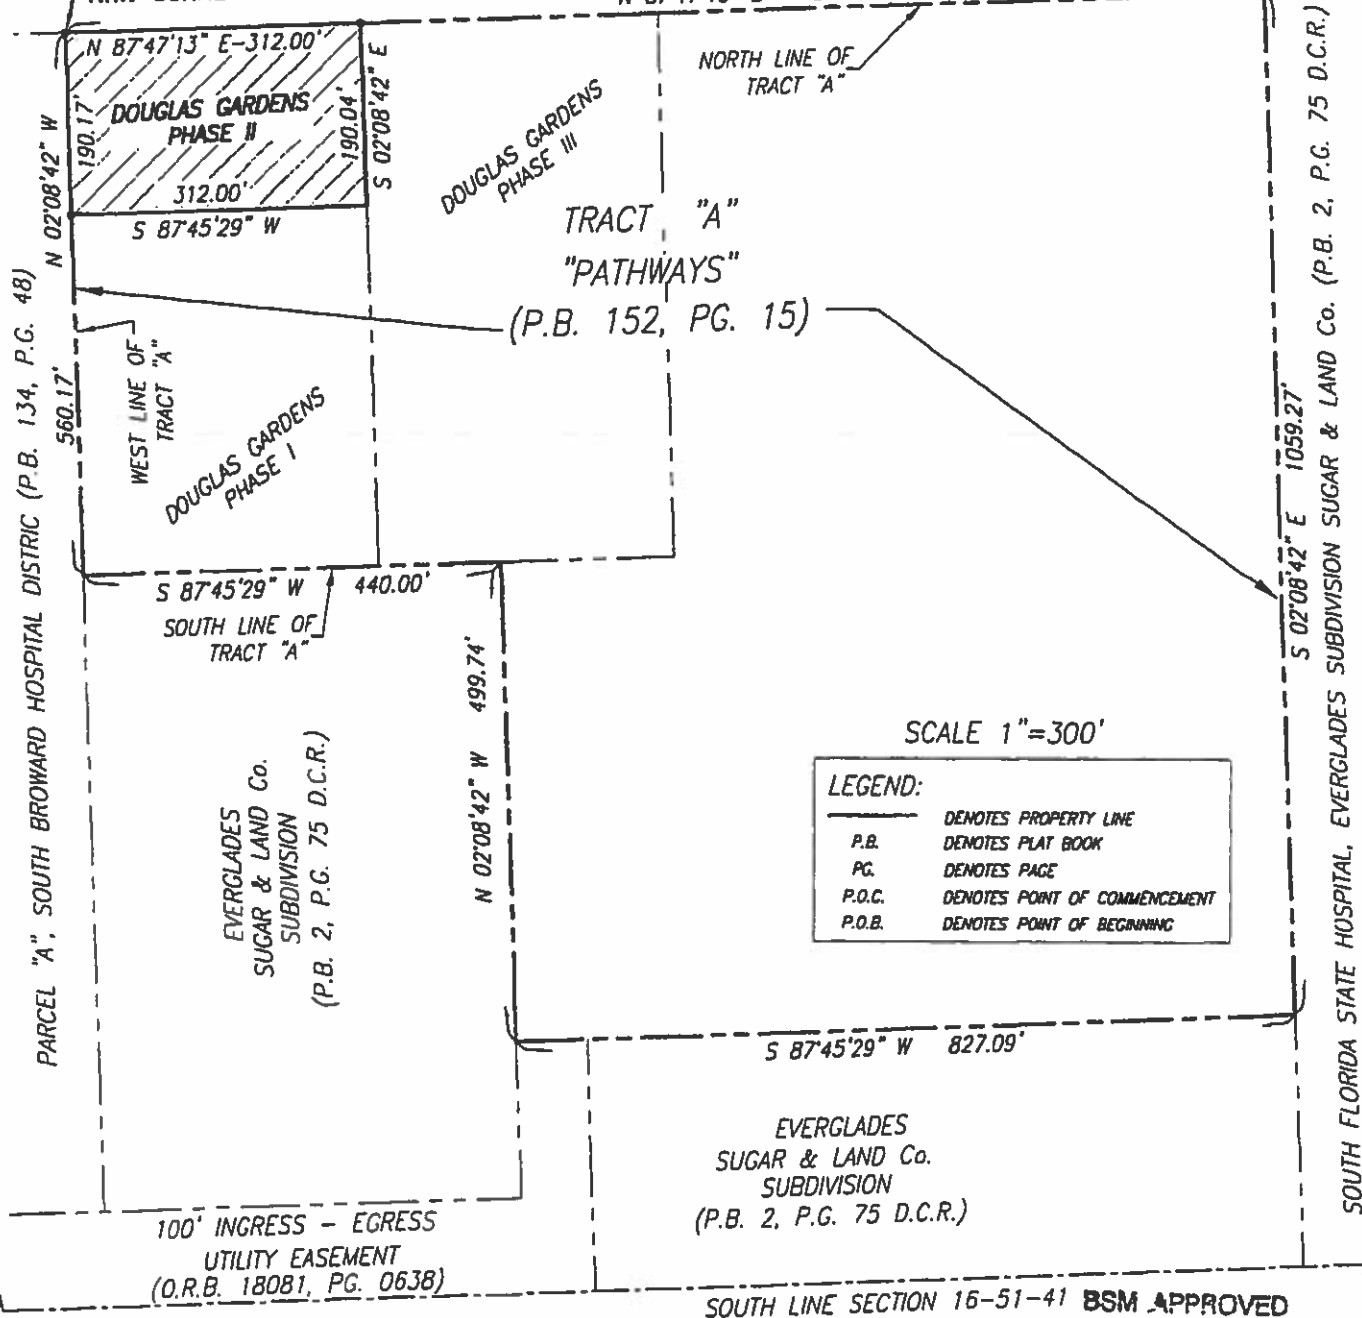 N 87°47'13" E-312.00'
DOUGLAS GARDENS
PHASE II
190.17'
190.04'
312.00'
S 87°45'29" W
N 02°08'42" W
S 02°08'42" E
DOUGLAS GARDENS
PHASE III
NORTH LINE OF
TRACT "A"
TRACT "A"
"PATHWAYS"
(P.B. 152, PG. 15)
WEST LINE OF
TRACT "A"
560.17'
DOUGLAS GARDENS
PHASE I
S 87°45'29" W 440.00'
SOUTH LINE OF
TRACT "A"
PARCEL "A", SOUTH BROWARD HOSPITAL DISTRIC (P.B. 134, P.G. 48)
N 02°08'42" W 499.74'
EVERGLADES
SUGAR & LAND Co.
SUBDIVISION
(P.B. 2, P.G. 75 D.C.R.)
SCALE 1"=300'
LEGEND:
DENOTES PROPERTY LINE
P.B. DENOTES PLAT BOOK
PG. DENOTES PAGE
P.O.C. DENOTES POINT OF COMMENCEMENT
P.O.B. DENOTES POINT OF BEGINNING
S 02°08'42" E 1059.27'
SOUTH FLORIDA STATE HOSPITAL, EVERGLADES SUBDIVISION SUGAR & LAND Co. (P.B. 2, P.G. 75 D.C.R.)
S 87°45'29" W 827.09'
EVERGLADES
SUGAR & LAND Co.
SUBDIVISION
(P.B. 2, P.G. 75 D.C.R.)
100' INGRESS - EGRESS
UTILITY EASEMENT
(O.R.B. 18081, PG. 0638)
SOUTH LINE SECTION 16-51-41 BSM APPROVED